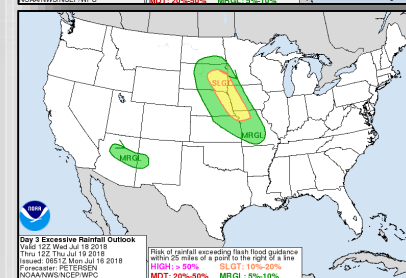 NOAA/NWS/NCEP/WPC
MDT: 20%-50% MRGL: 5%-10%
SLGT
MRGL
MRGL
NOAA
Day 3 Excessive Rainfall Outlook
Valid 12Z Wed Jul 18 2018
Thru 12Z Thu Jul 19 2018
Issued: 0651Z Mon Jul 16 2018
Forecaster: PETERSEN
NOAA/NWS/NCEP/WPC
Risk of rainfall exceeding flash flood guidance
within 25 miles of a point to the right of a line
HIGH: > 50% SLGT: 10%-20%
MDT: 20%-50% MRGL: 5%-10%